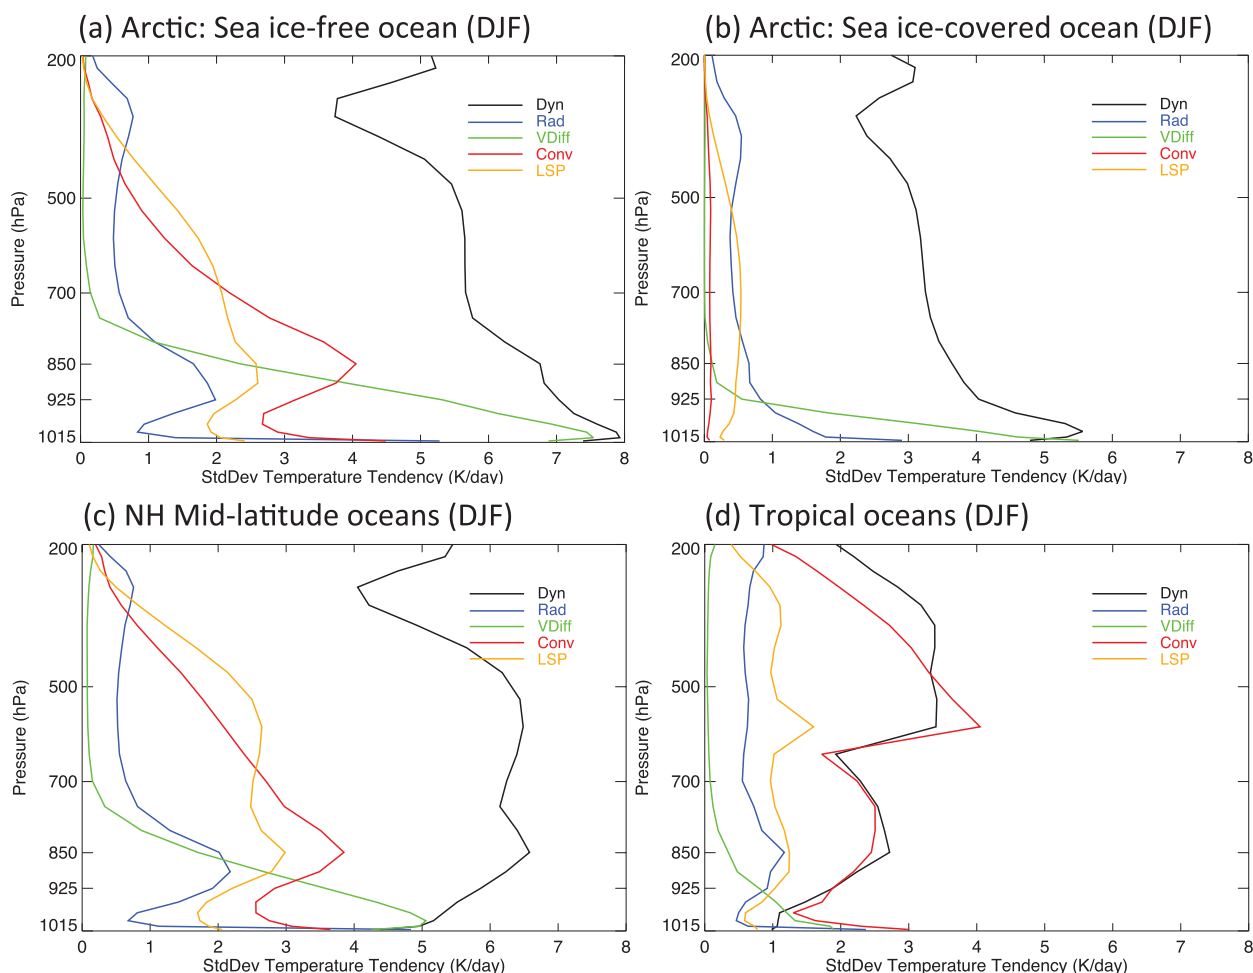 (a) Arctic: Sea ice-free ocean (DJF)
200
500
700
850
925
1015
Pressure (hPa)
Dyn
Rad
VDiff
Conv
LSP
0 1 2 3 4 5 6 7 8
StdDev Temperature Tendency (K/day)
(b) Arctic: Sea ice-covered ocean (DJF)
200
500
700
850
925
1015
Pressure (hPa)
Dyn
Rad
VDiff
Conv
LSP
0 1 2 3 4 5 6 7 8
StdDev Temperature Tendency (K/day)
(c) NH Mid-latitude oceans (DJF)
200
500
700
850
925
1015
Pressure (hPa)
Dyn
Rad
VDiff
Conv
LSP
0 1 2 3 4 5 6 7 8
StdDev Temperature Tendency (K/day)
(d) Tropical oceans (DJF)
200
500
700
850
925
1015
Pressure (hPa)
Dyn
Rad
VDiff
Conv
LSP
0 1 2 3 4 5 6 7 8
StdDev Temperature Tendency (K/day)